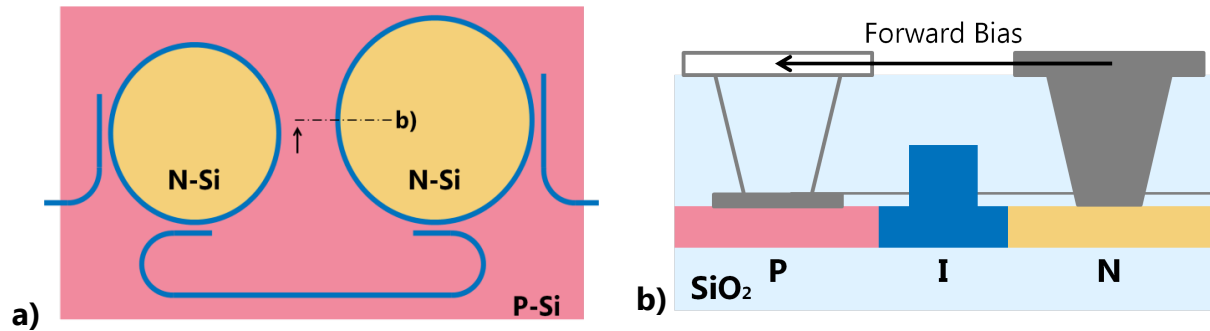 N-Si
N-Si
b)
P-Si
a)
Forward Bias
P
I
N
SiO₂
b)